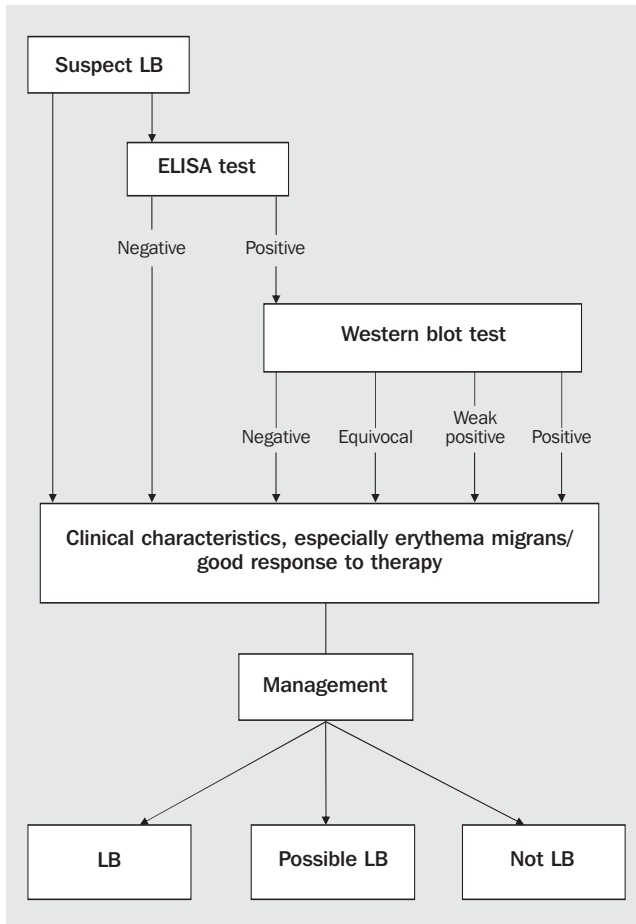 Suspect LB
ELISA test
Negative
Positive
Western blot test
Negative
Equivocal
Weak
positive
Positive
Clinical characteristics, especially erythema migrans/
good response to therapy
Management
LB
Possible LB
Not LB